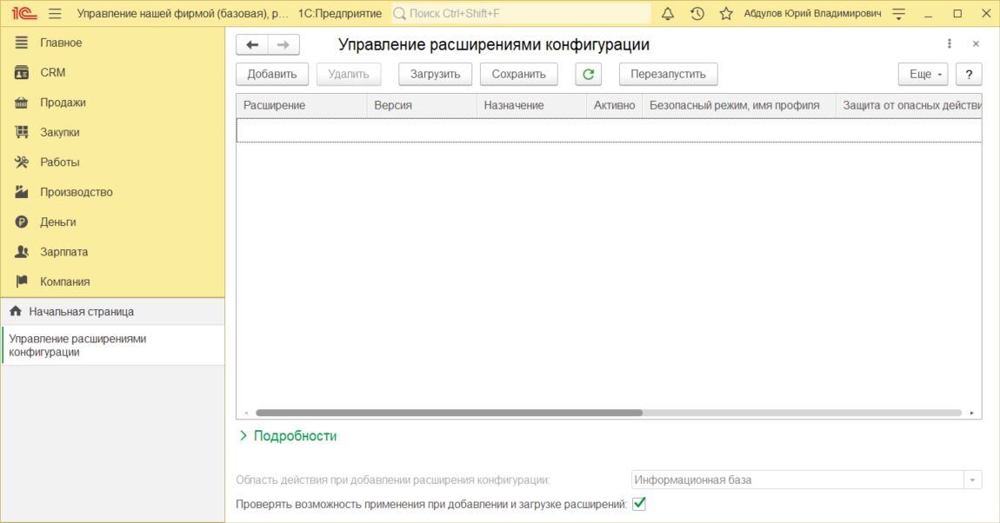 1С Управление нашей фирмой (базовая), р... 1С:Предприятие Поиск Ctrl+Shift+F Абдулов Юрий Владимирович
Главное
CRM
Продажи
Закупки
Работы
Производство
Деньги
Зарплата
Компания
Начальная страница
Управление расширениями
конфигурации
Управление расширениями конфигурации
Добавить Удалить Загрузить Сохранить Перезапустить Еще ?
Расширение Версия Назначение Активно Безопасный режим, имя профиля Защита от опасных действи
Подробности
Область действия при добавлении расширения конфигурации: Информационная база
Проверять возможность применения при добавлении и загрузке расширений: